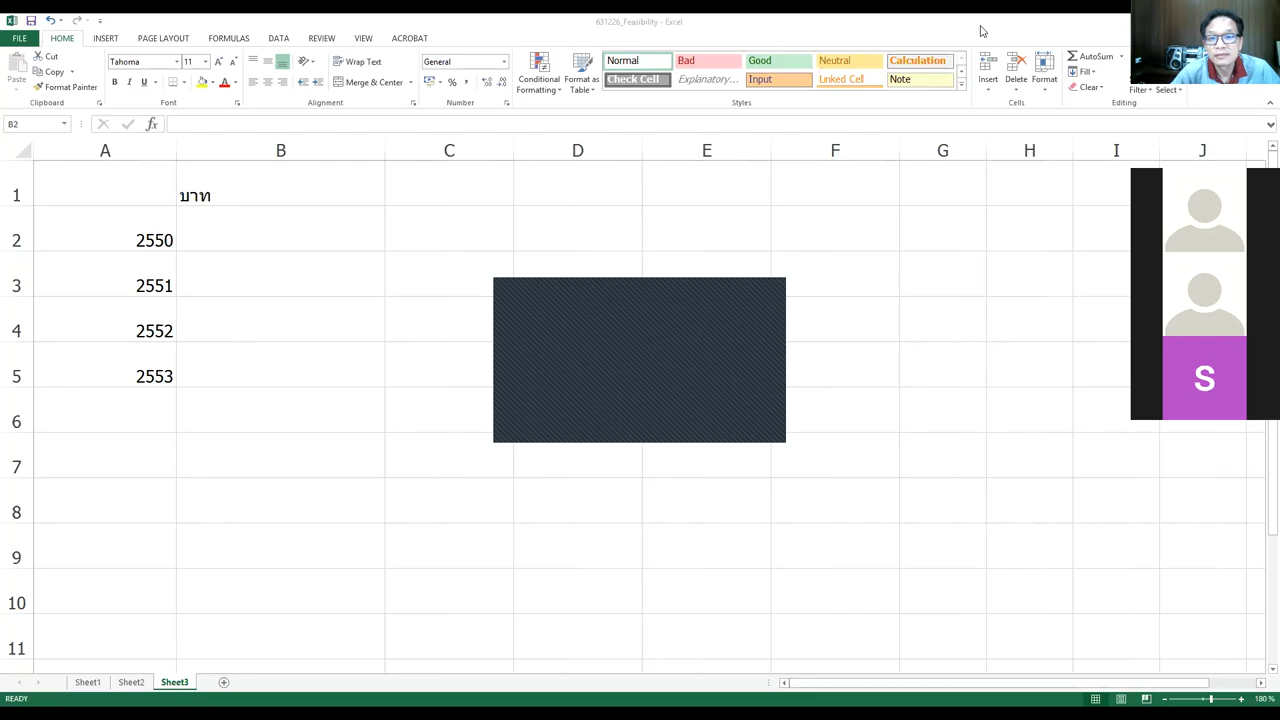 631226_Feasibility - Excel
FILE HOME INSERT PAGE LAYOUT FORMULAS DATA REVIEW VIEW ACROBAT
Cut
Copy
Format Painter
Paste
Clipboard
Tahoma 11
B I U
Font
Wrap Text
Merge & Center
Alignment
General
Number
Conditional Formatting
Format as Table
Normal Bad Good Neutral Calculation
Check Cell Explanatory... Input Linked Cell Note
Styles
Insert Delete Format
Cells
AutoSum
Fill
Clear
Filter Select
Editing
B2 fx
A B C D E F G H I J
1 บาท
2 2550
3 2551
4 2552
5 2553
6
7
8
9
10
11
S
Sheet1 Sheet2 Sheet3
READY 180 %